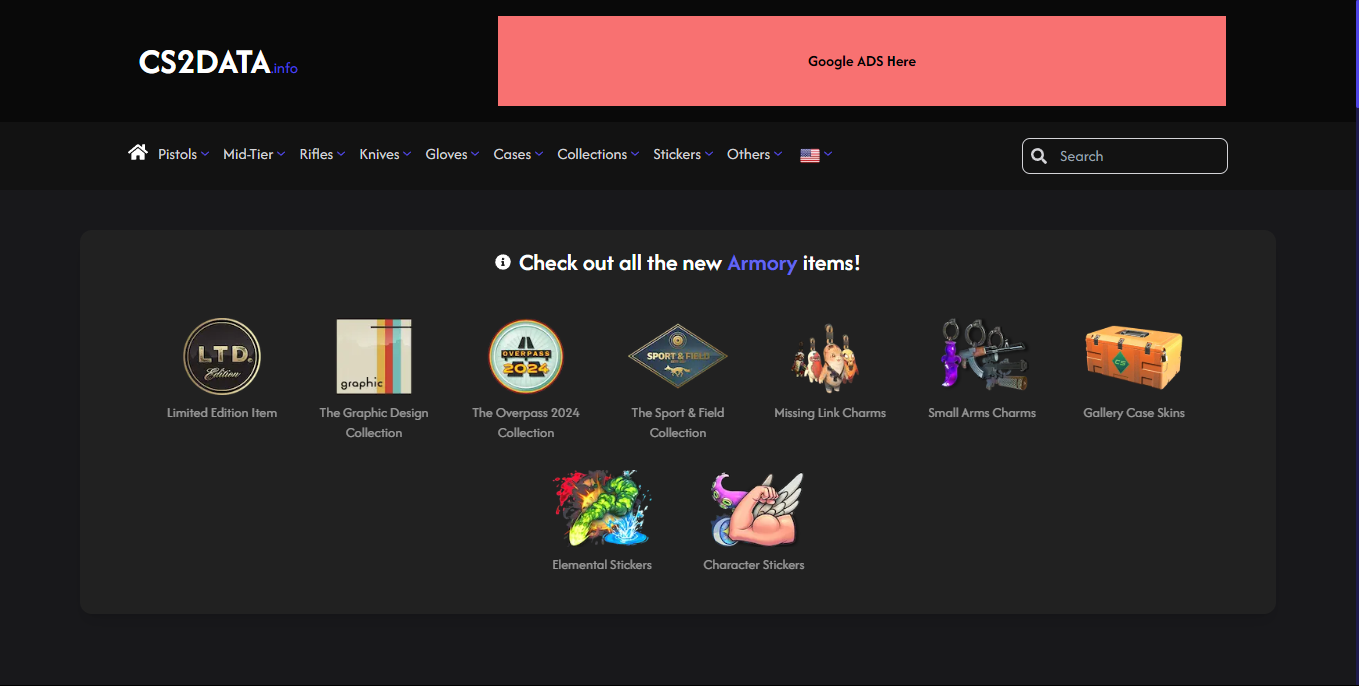 CS2DATA.info
Google ADS Here
Pistols Mid-Tier Rifles Knives Gloves Cases Collections Stickers Others
Search
Check out all the new Armory items!
LTD.
Edition
graphic
OVERPASS
2024
SPORT & FIELD
CS
Limited Edition Item
The Graphic Design
Collection
The Overpass 2024
Collection
The Sport & Field
Collection
Missing Link Charms
Small Arms Charms
Gallery Case Skins
Elemental Stickers
Character Stickers